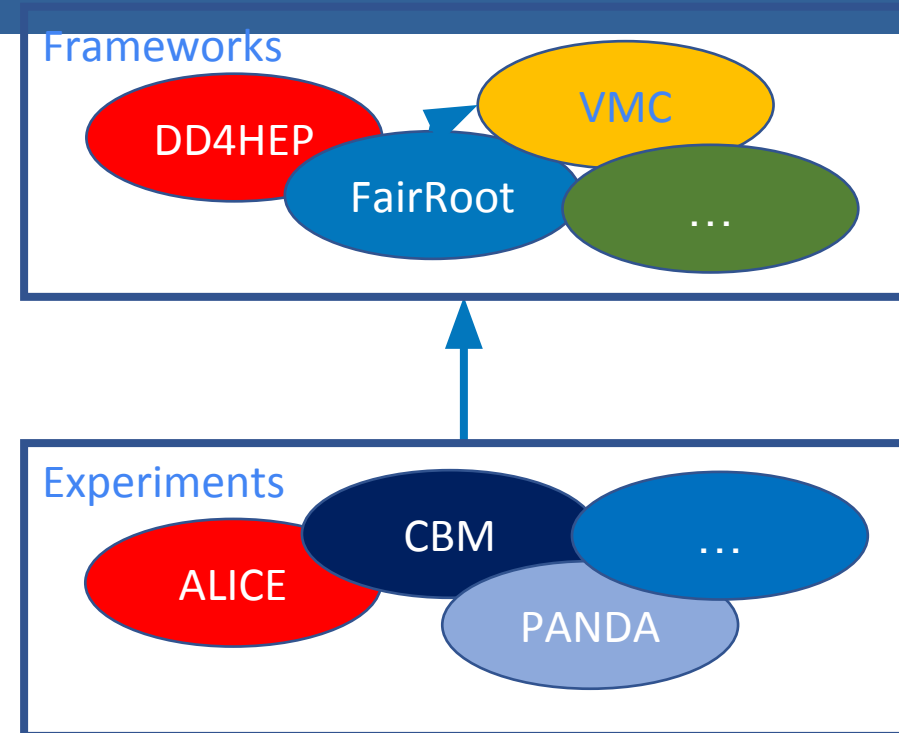 Frameworks
VMC
DD4HEP
FairRoot
...
Experiments
CBM
...
ALICE
PANDA